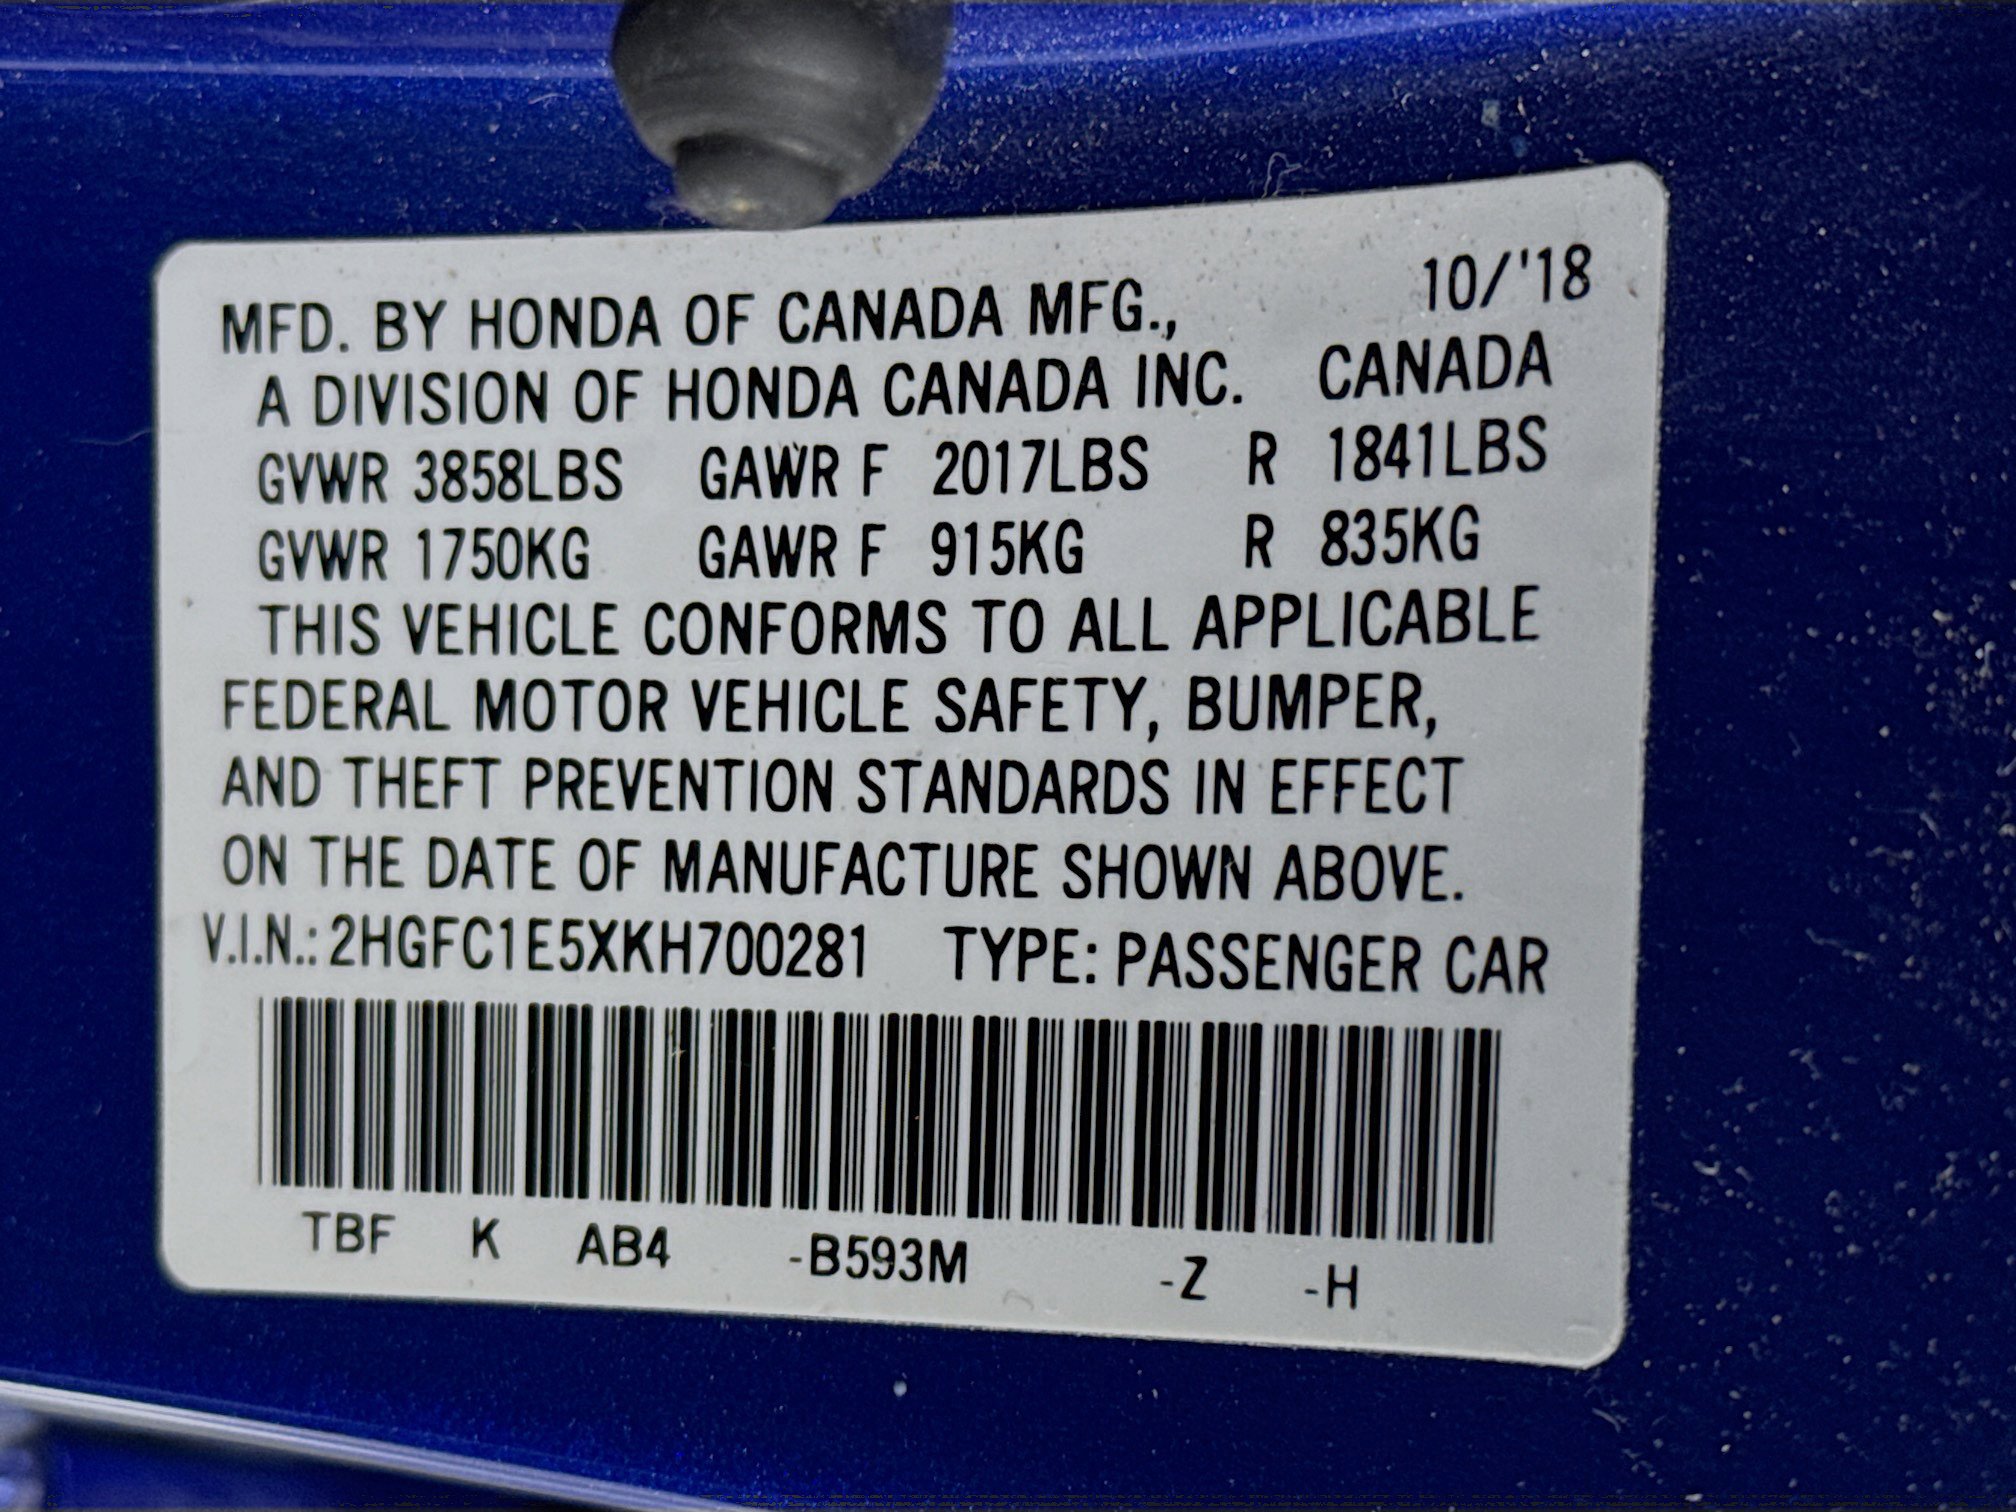 MFD. BY HONDA OF CANADA MFG., 10/'18
A DIVISION OF HONDA CANADA INC. CANADA
GVWR 3858LBS GAWR F 2017LBS R 1841LBS
GVWR 1750KG GAWR F 915KG R 835KG
THIS VEHICLE CONFORMS TO ALL APPLICABLE
FEDERAL MOTOR VEHICLE SAFETY, BUMPER,
AND THEFT PREVENTION STANDARDS IN EFFECT
ON THE DATE OF MANUFACTURE SHOWN ABOVE.
V.I.N.: 2HGFC1E5XKH700281 TYPE: PASSENGER CAR
TBF K AB4 -B593M -Z -H